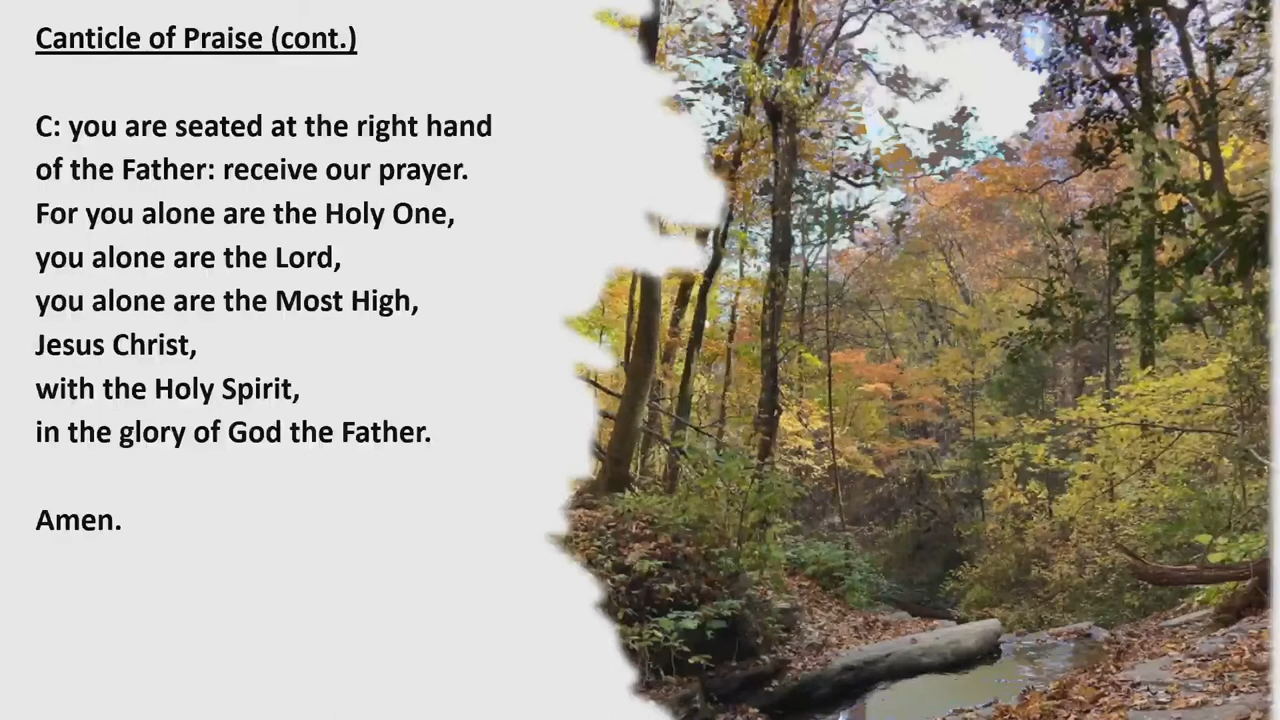 Canticle of Praise (cont.)
C: you are seated at the right hand
of the Father: receive our prayer.
For you alone are the Holy One,
you alone are the Lord,
you alone are the Most High,
Jesus Christ,
with the Holy Spirit,
in the glory of God the Father.
Amen.